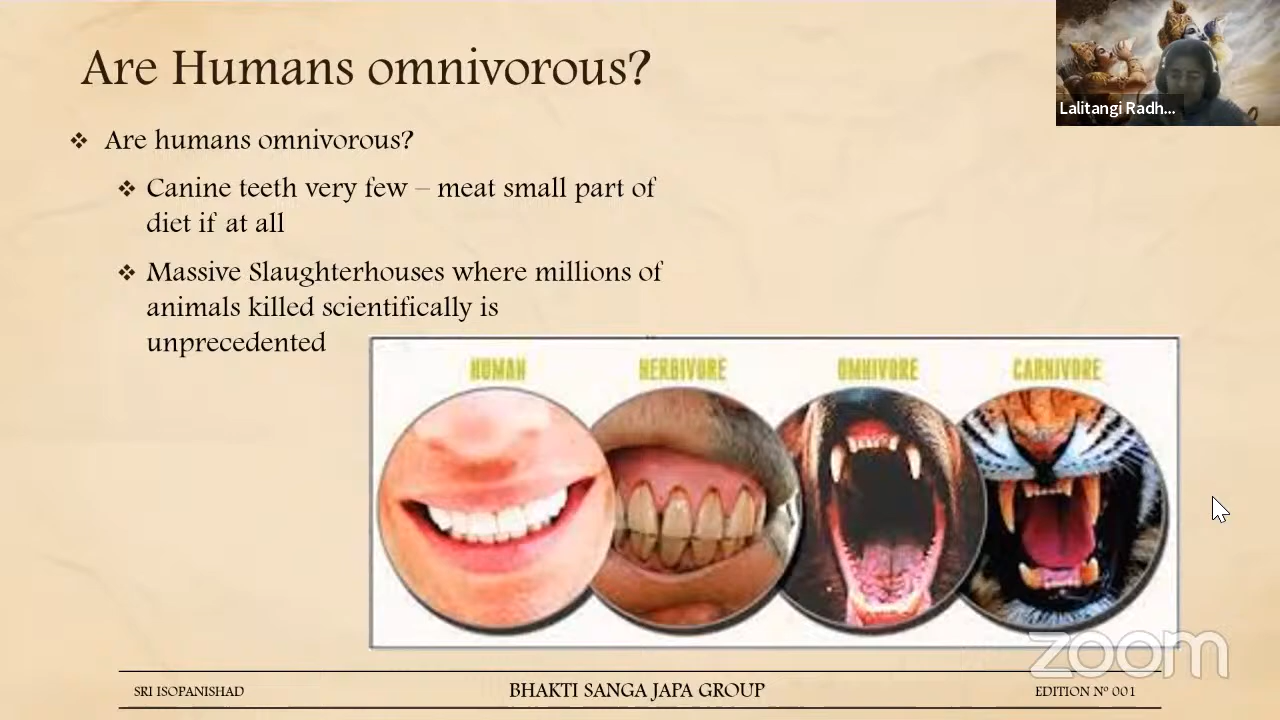 Are Humans omnivorous?
Lalitangi Radh...
Are humans omnivorous?
Canine teeth very few – meat small part of
diet if at all
Massive Slaughterhouses where millions of
animals killed scientifically is
unprecedented
HUMAN HERBIVORE OMNIVORE CARNIVORE
zoom
SRI ISOPANISHAD BHAKTI SANGA JAPA GROUP EDITION Nº 001